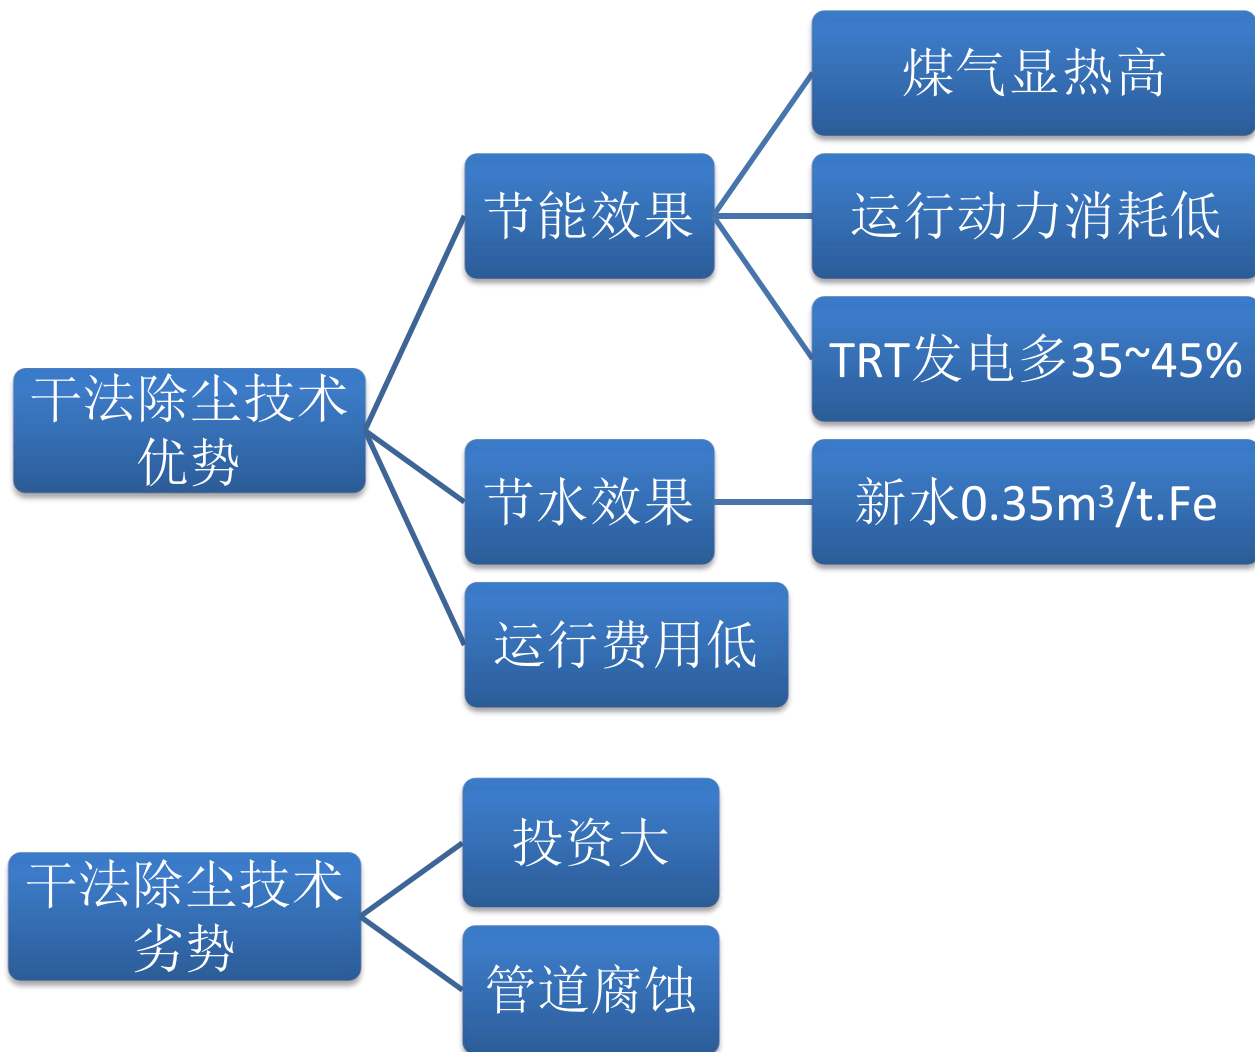 煤气显热高
节能效果
运行动力消耗低
TRT发电多35~45%
干法除尘技术
优势
节水效果
新水0.35m³/t.Fe
运行费用低
投资大
干法除尘技术
劣势
管道腐蚀